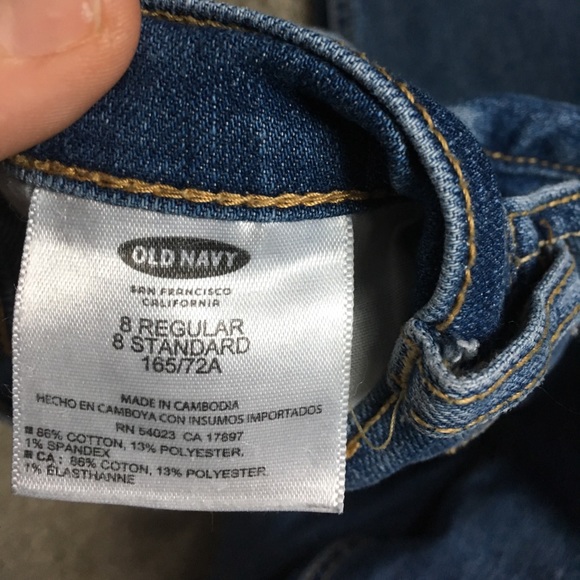 OLD NAVY
SAN FRANCISCO
CALIFORNIA
8 REGULAR
8 STANDARD
165/72A
MADE IN CAMBODIA
HECHO EN CAMBOYA CON INSUMOS IMPORTADOS
RN 54023 CA 17897
■ 86% COTTON, 13% POLYESTER,
1% SPANDEX
■ CA : 86% COTON, 13% POLYESTER,
1% ÉLASTHANNE